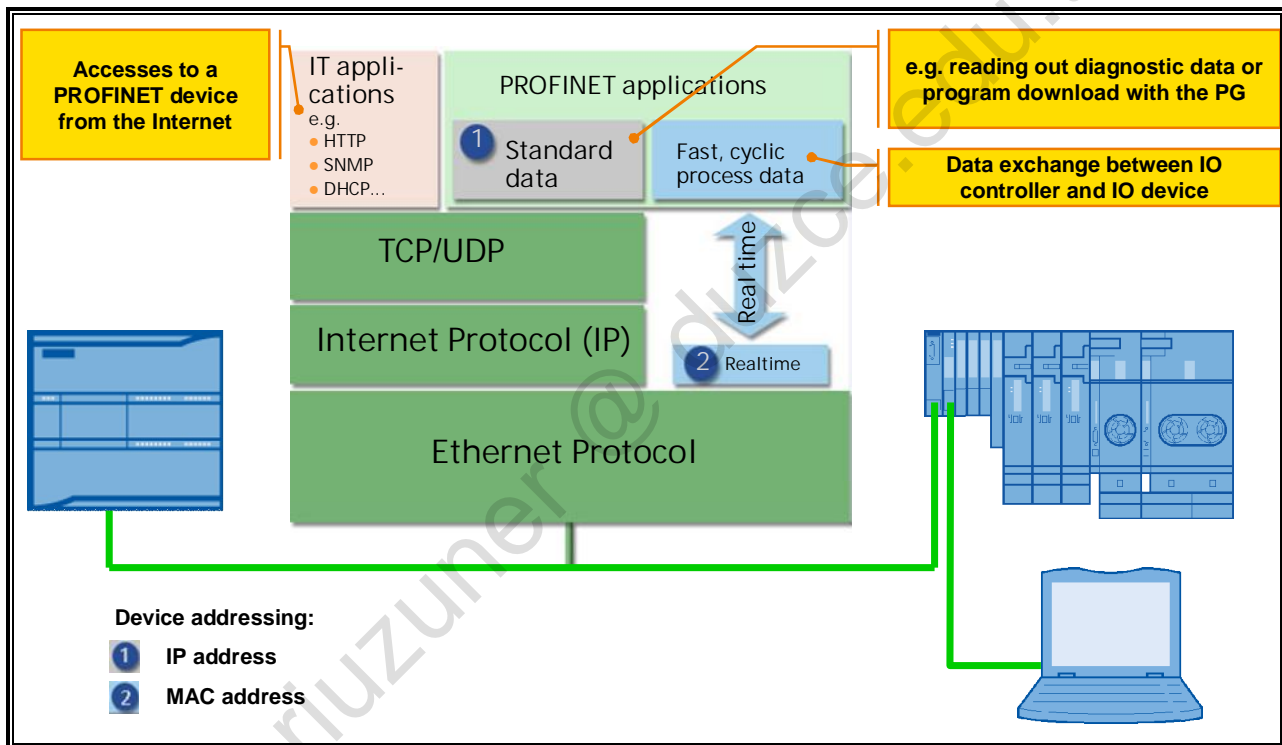 Accesses to a
PROFINET device
from the Internet
IT appli-
cations
e.g.
• HTTP
• SNMP
• DHCP...
PROFINET applications
1
Standard
data
Fast, cyclic
process data
e.g. reading out diagnostic data or
program download with the PG
Data exchange between IO
controller and IO device
TCP/UDP
Real time
Internet Protocol (IP)
2
Realtime
Ethernet Protocol
Device addressing:
1 IP address
2 MAC address
riuzuner @ duzce.edu.